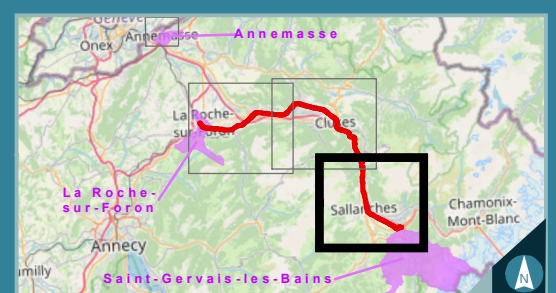 Genève
Annemasse
Annemasse
Onex
La Roche-
sur-Foron
Cluses
La Roche-
sur-Foron
Sallanches
Chamonix-
Mont-Blanc
Annecy
Saint-Gervais-les-Bains
N